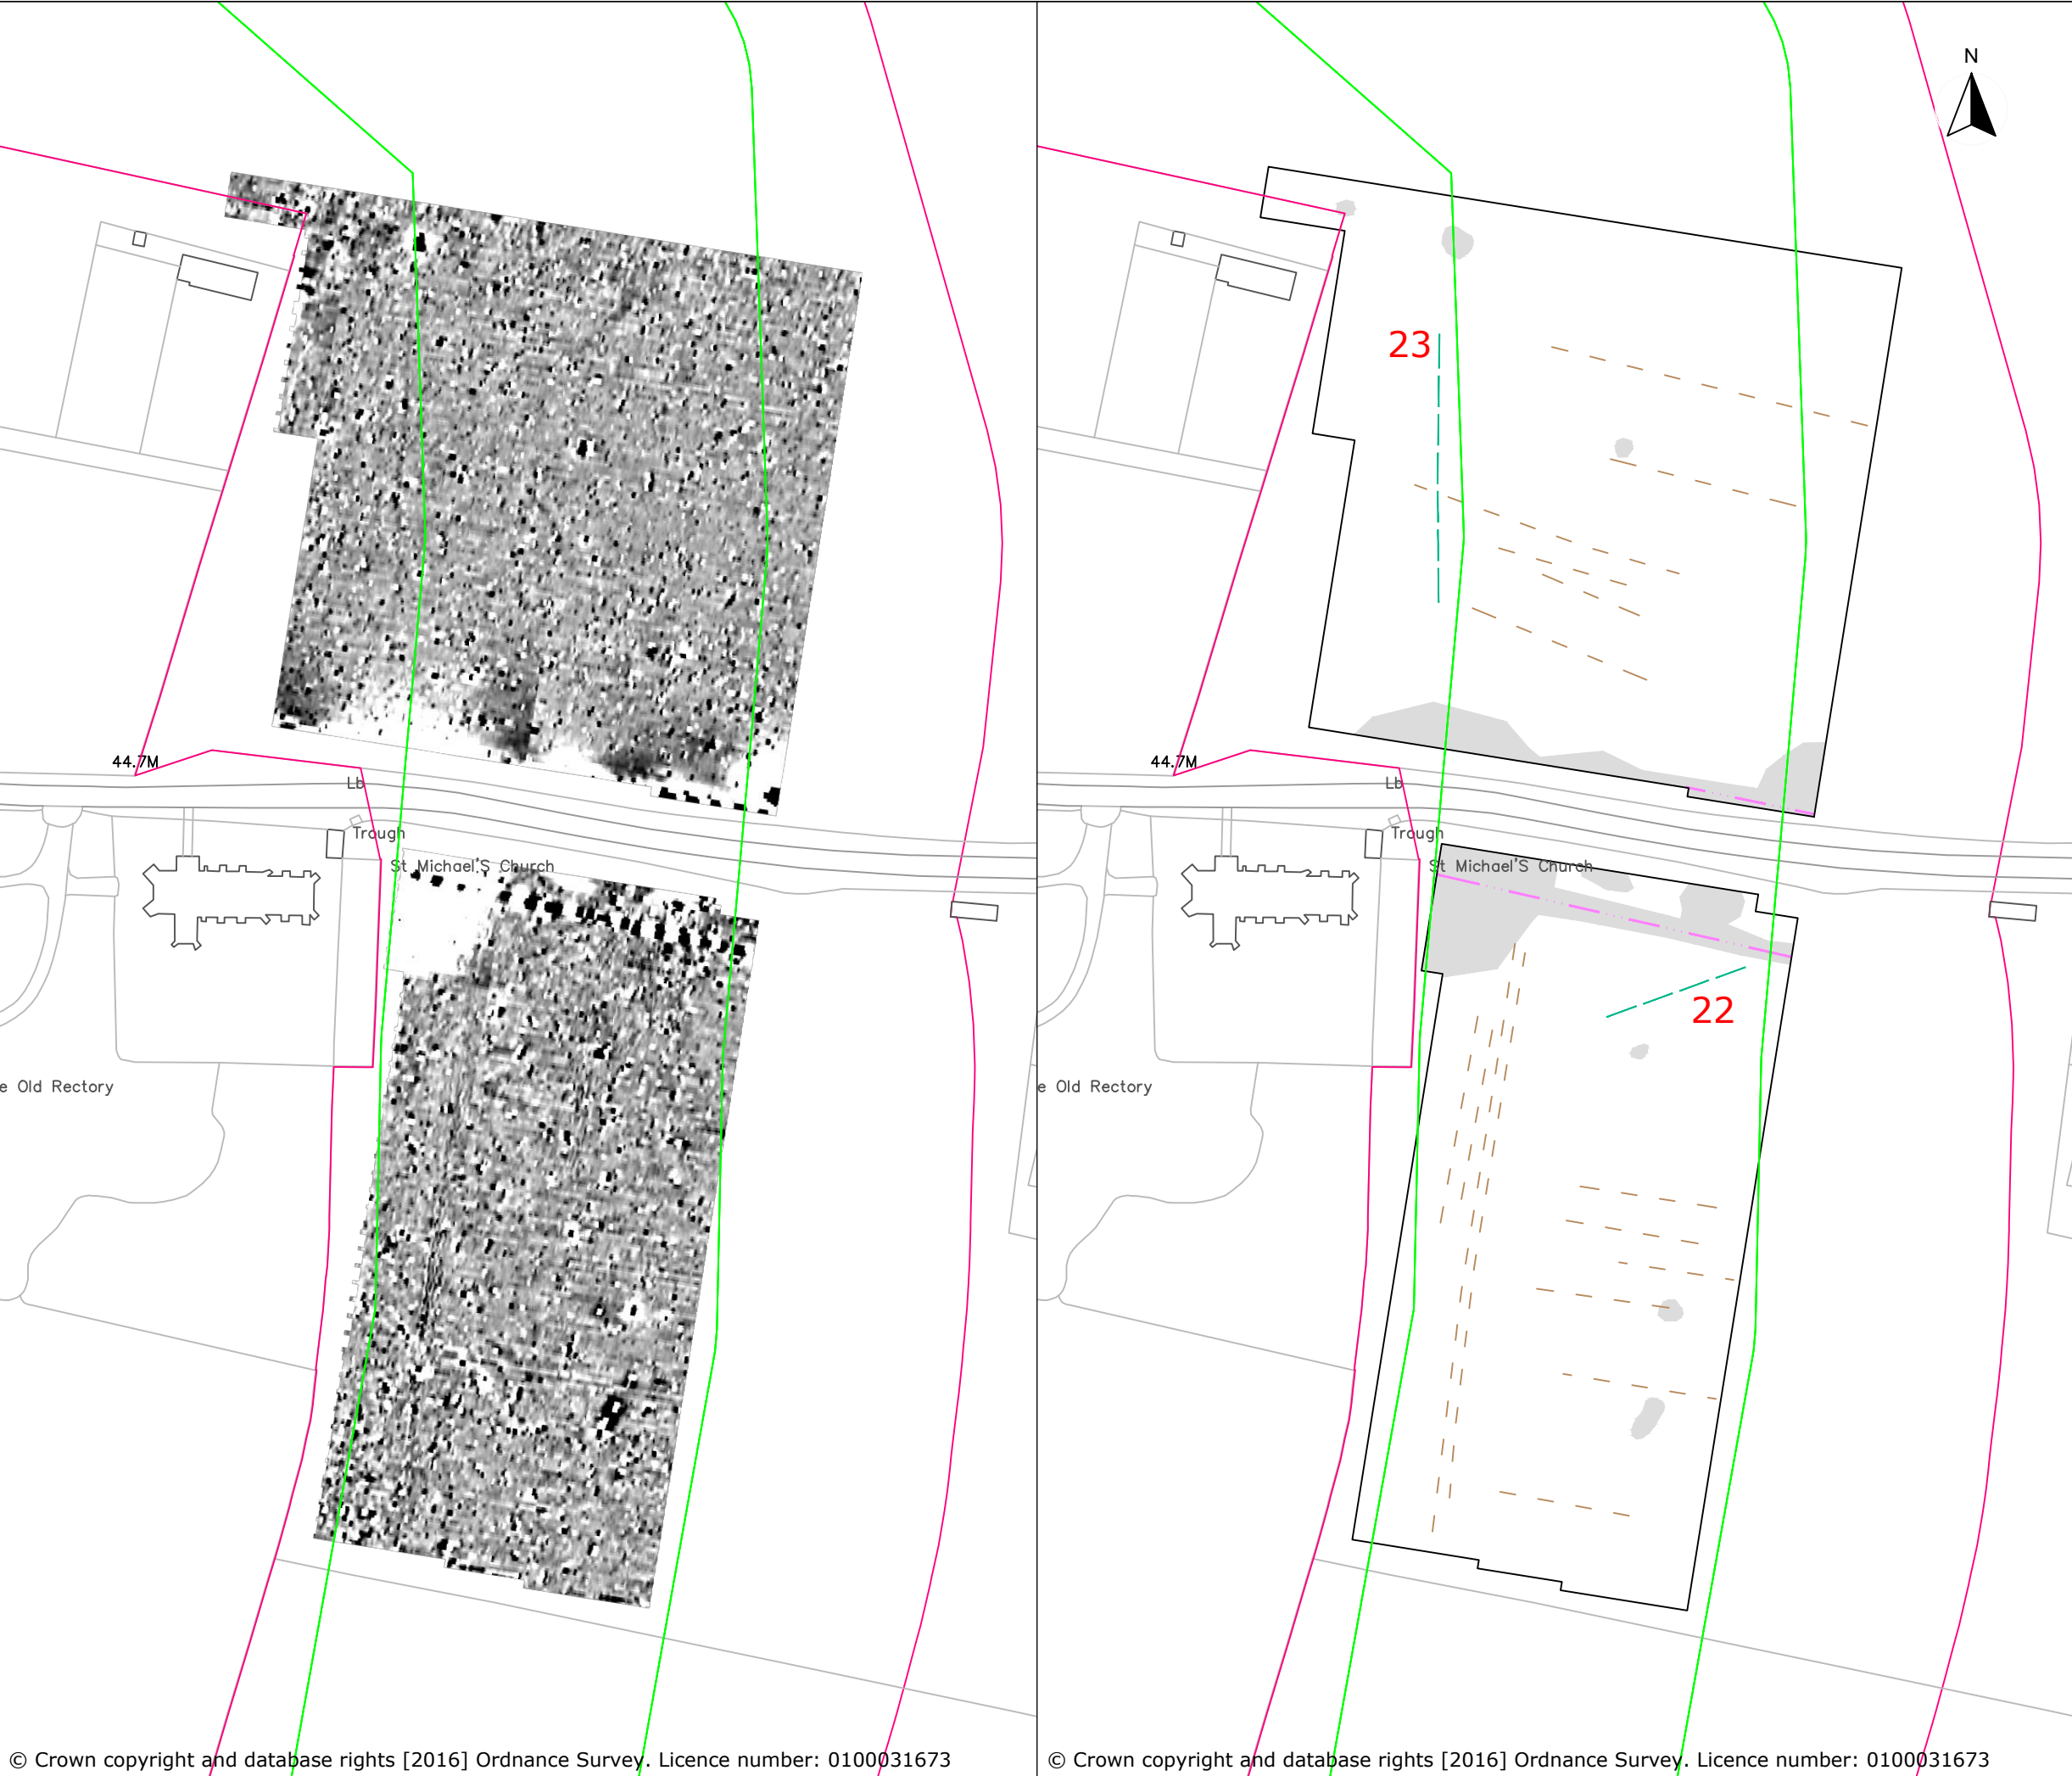 N
23
44.7M
Lb
Trough
St Michael'S Church
e Old Rectory
44.7M
Lb
Trough
St Michael'S Church
22
e Old Rectory
© Crown copyright and database rights [2016] Ordnance Survey. Licence number: 0100031673
© Crown copyright and database rights [2016] Ordnance Survey. Licence number: 0100031673